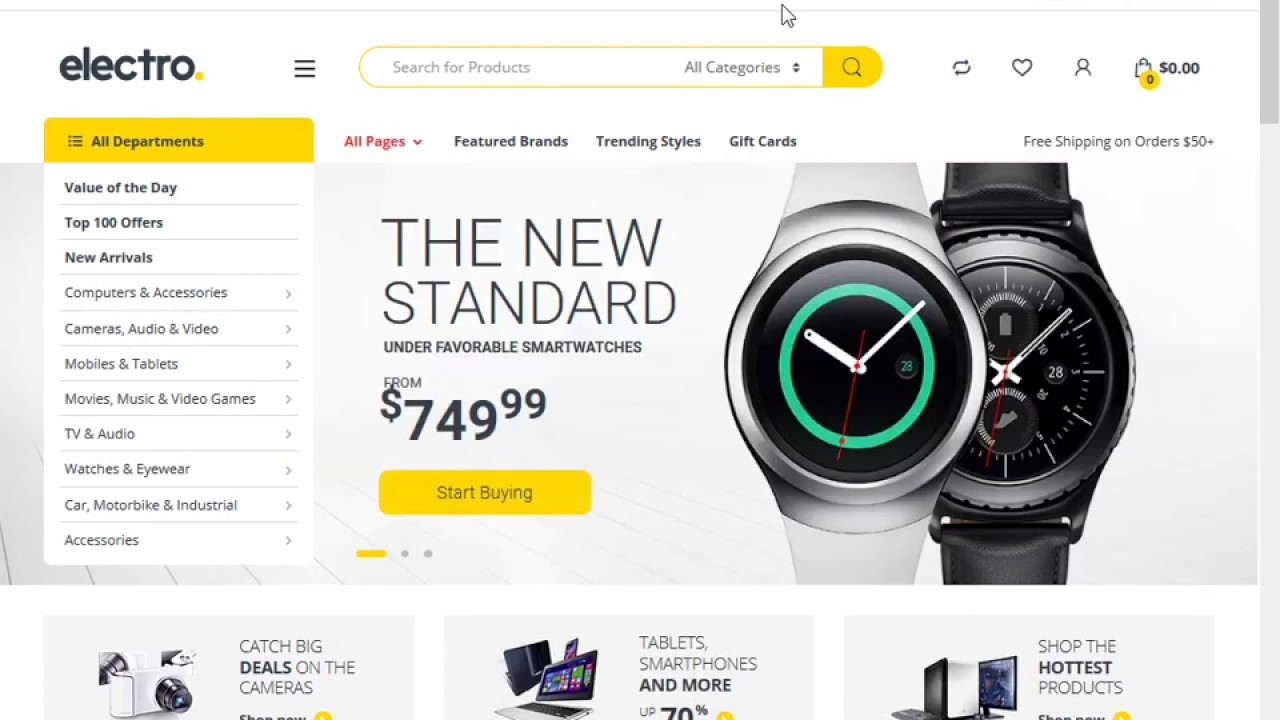 electro.
Search for Products
All Categories
0
$0.00
All Departments
All Pages
Featured Brands
Trending Styles
Gift Cards
Free Shipping on Orders $50+
Value of the Day
Top 100 Offers
New Arrivals
Computers & Accessories
Cameras, Audio & Video
Mobiles & Tablets
Movies, Music & Video Games
TV & Audio
Watches & Eyewear
Car, Motorbike & Industrial
Accessories
THE NEW
STANDARD
UNDER FAVORABLE SMARTWATCHES
FROM
$749 99
Start Buying
28
28
CATCH BIG
DEALS ON THE
CAMERAS
Shop now
TABLETS,
SMARTPHONES
AND MORE
UP 70%
SHOP THE
HOTTEST
PRODUCTS
Shop now